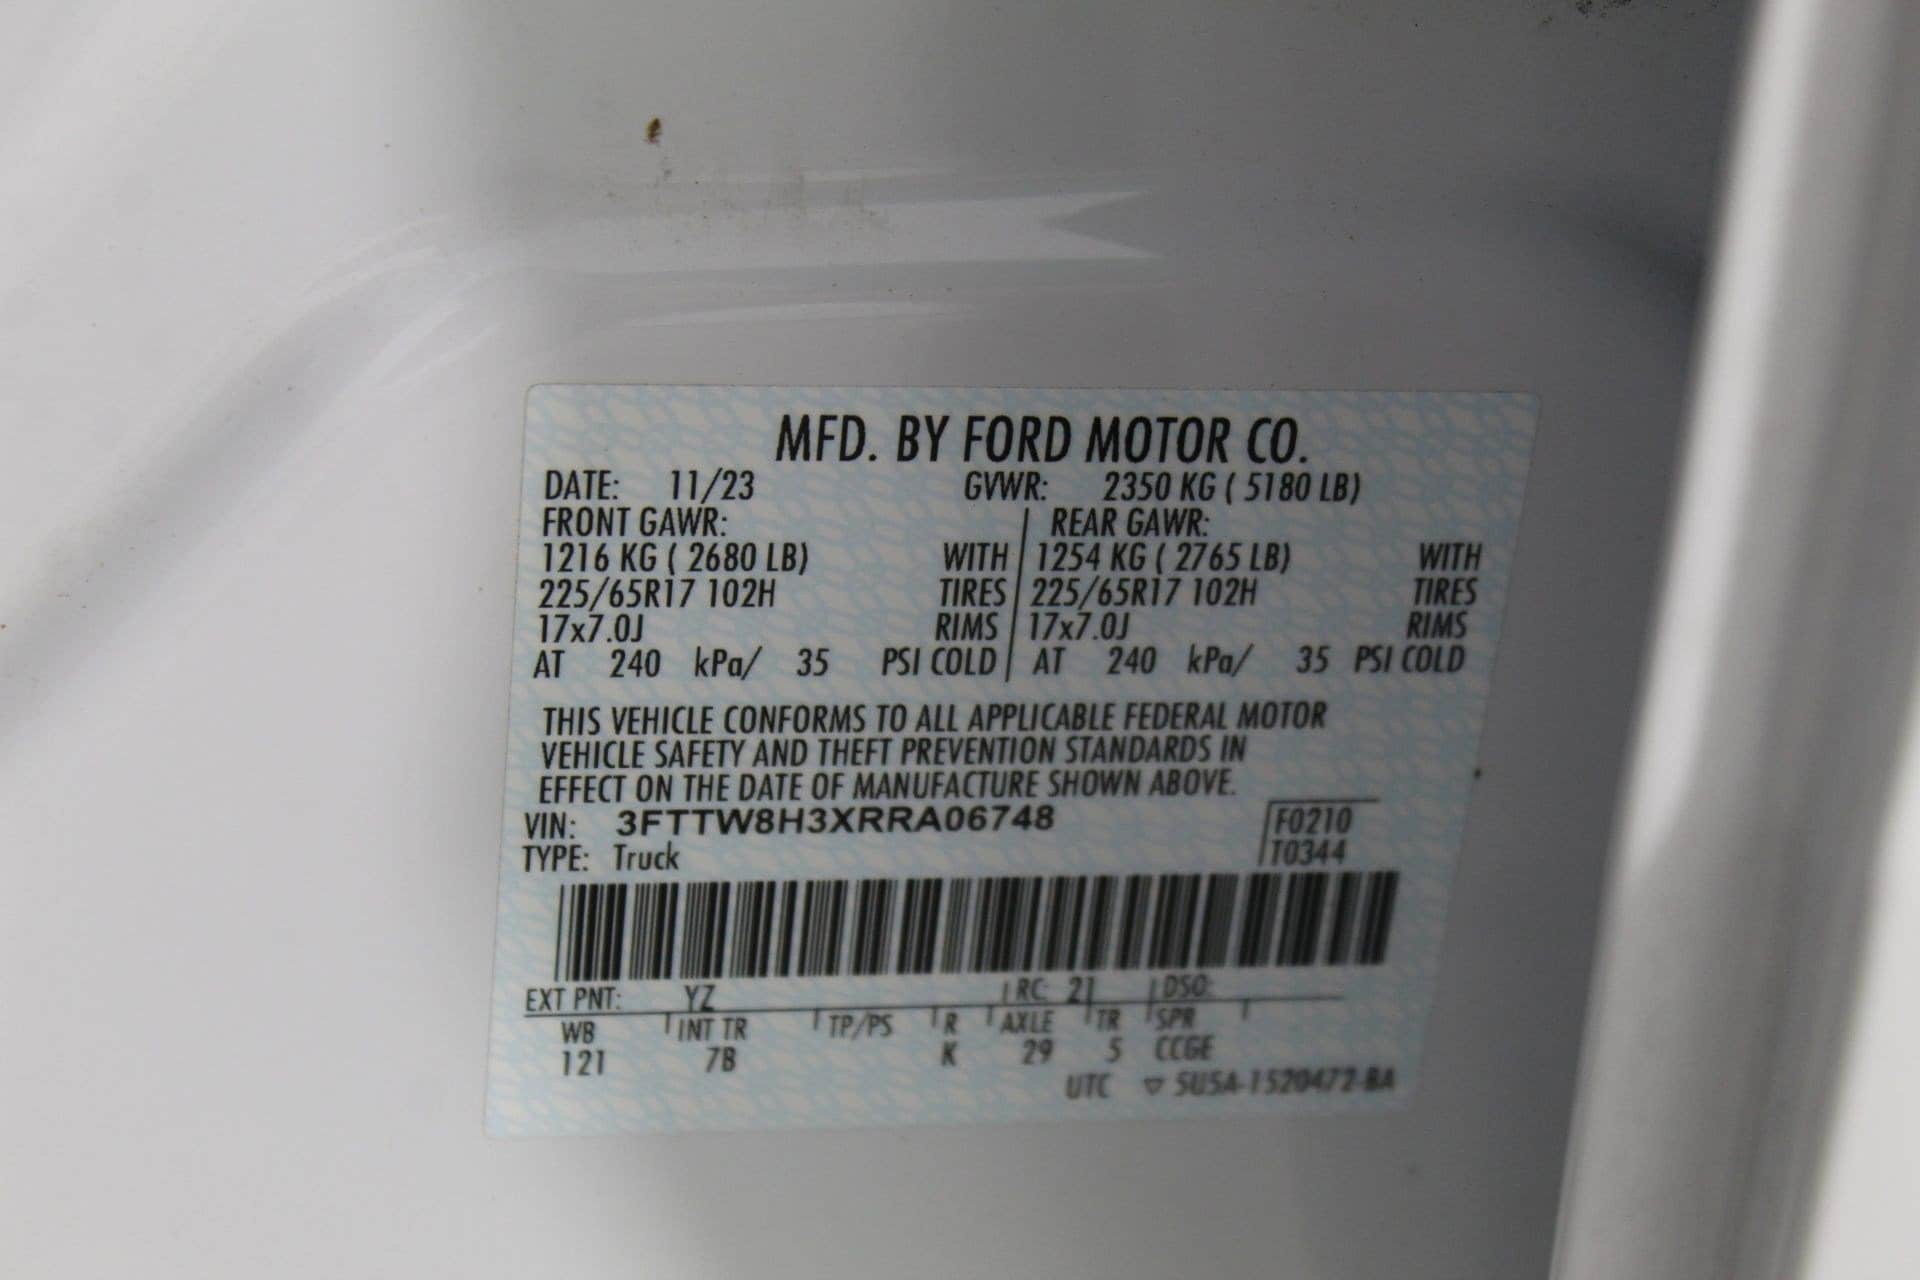 MFD. BY FORD MOTOR CO.
DATE: 11/23 GVWR: 2350 KG ( 5180 LB)
FRONT GAWR: REAR GAWR:
1216 KG ( 2680 LB) WITH 1254 KG ( 2765 LB) WITH
225/65R17 102H TIRES 225/65R17 102H TIRES
17x7.0J RIMS 17x7.0J RIMS
AT 240 kPa/ 35 PSI COLD AT 240 kPa/ 35 PSI COLD
THIS VEHICLE CONFORMS TO ALL APPLICABLE FEDERAL MOTOR
VEHICLE SAFETY AND THEFT PREVENTION STANDARDS IN
EFFECT ON THE DATE OF MANUFACTURE SHOWN ABOVE.
VIN: 3FTTW8H3XRRA06748 F0210
TYPE: Truck T0344
EXT PNT: YZ RC: 21 DSO:
WB INT TR TP/PS R AXLE TR SPR
121 7B K 29 5 CCGE
UTC ▽ 5U5A-1520472-BA